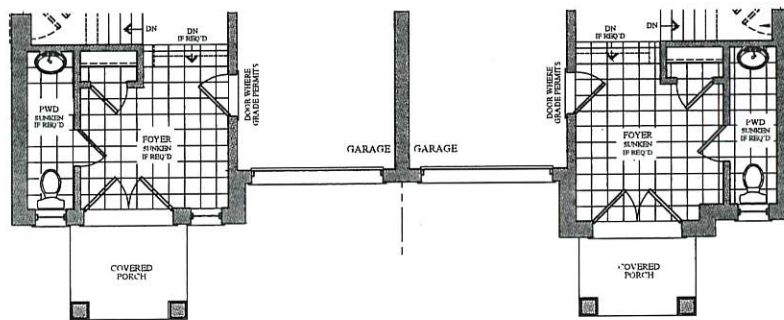 DN
DN
IF REQ'D
PWD
SUNKEN
IF REQ'D
FOYER
SUNKEN
IF REQ'D
DOOR WHERE
GRADE PERMITS
GARAGE
GARAGE
DOOR WHERE
GRADE PERMITS
DN
IF REQ'D
DN
FOYER
SUNKEN
IF REQ'D
PWD
SUNKEN
IF REQ'D
COVERED
PORCH
COVERED
PORCH